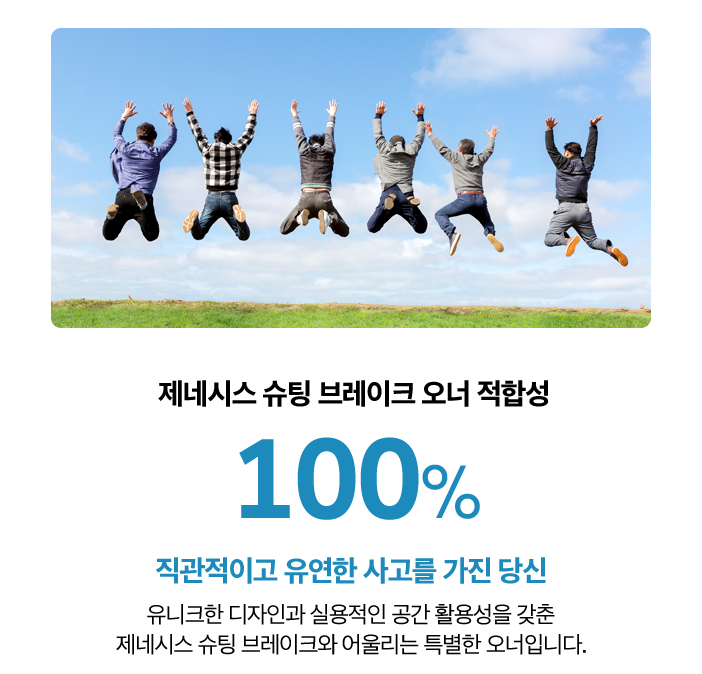 제네시스 슈팅 브레이크 오너 적합성
100%
직관적이고 유연한 사고를 가진 당신
유니크한 디자인과 실용적인 공간 활용성을 갖춘
제네시스 슈팅 브레이크와 어울리는 특별한 오너입니다.